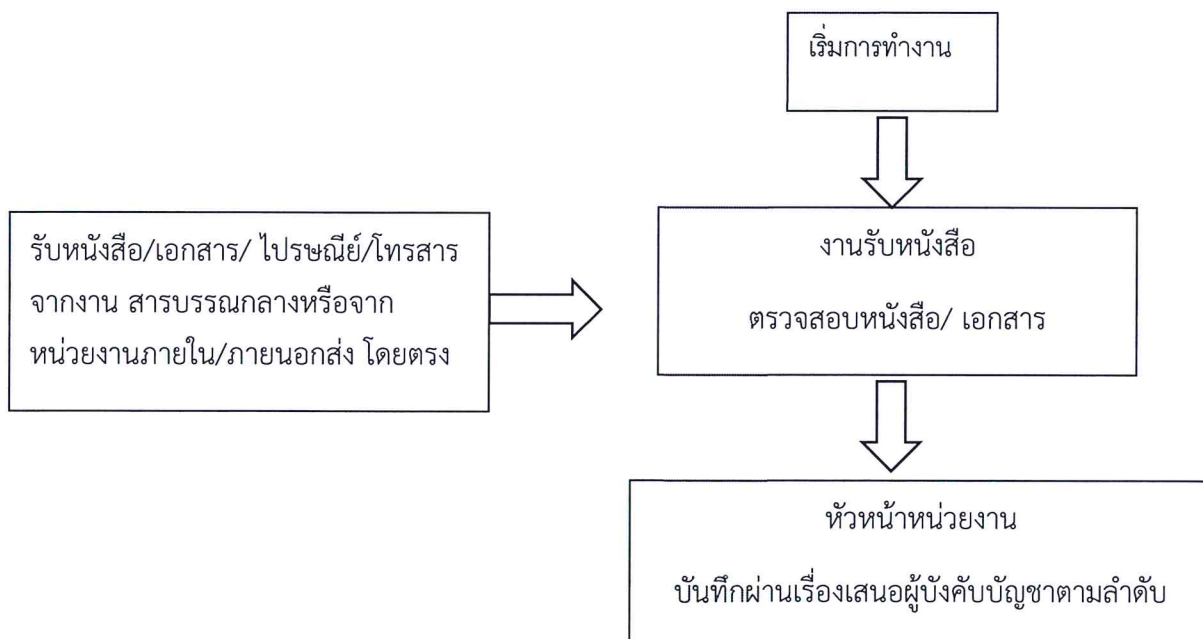 เริ่มการทำงาน
รับหนังสือ/เอกสาร/ ไปรษณีย์/โทรสาร
จากงาน สารบรรณกลางหรือจาก
หน่วยงานภายใน/ภายนอกส่ง โดยตรง
งานรับหนังสือ
ตรวจสอบหนังสือ/ เอกสาร
หัวหน้าหน่วยงาน
บันทึกผ่านเรื่องเสนอผู้บังคับบัญชาตามลำดับ